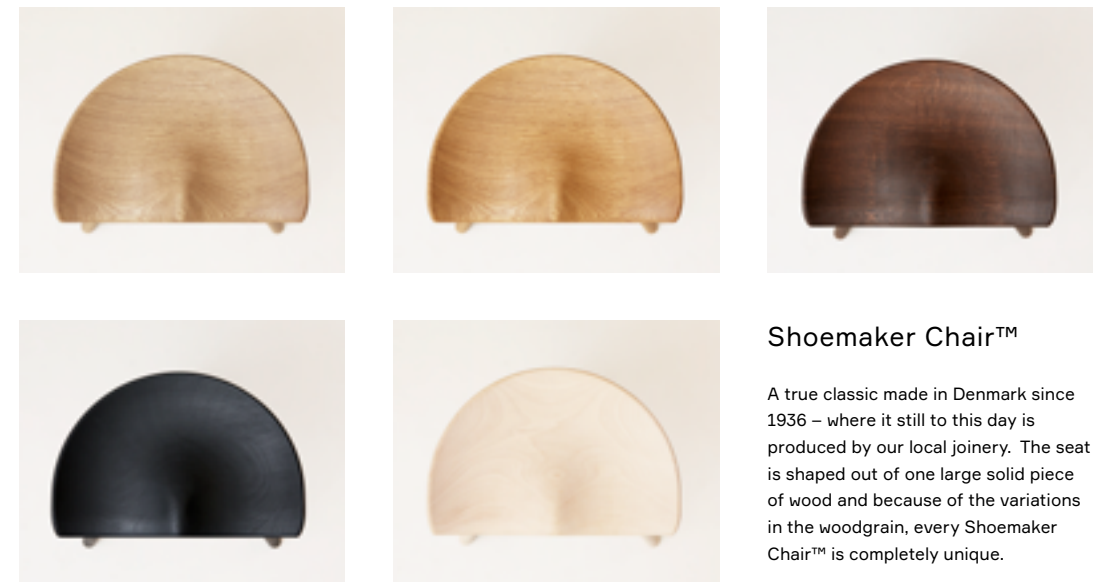 Shoemaker Chair™
A true classic made in Denmark since
1936 – where it still to this day is
produced by our local joinery.  The seat
is shaped out of one large solid piece
of wood and because of the variations
in the woodgrain, every Shoemaker
Chair™ is completely unique.